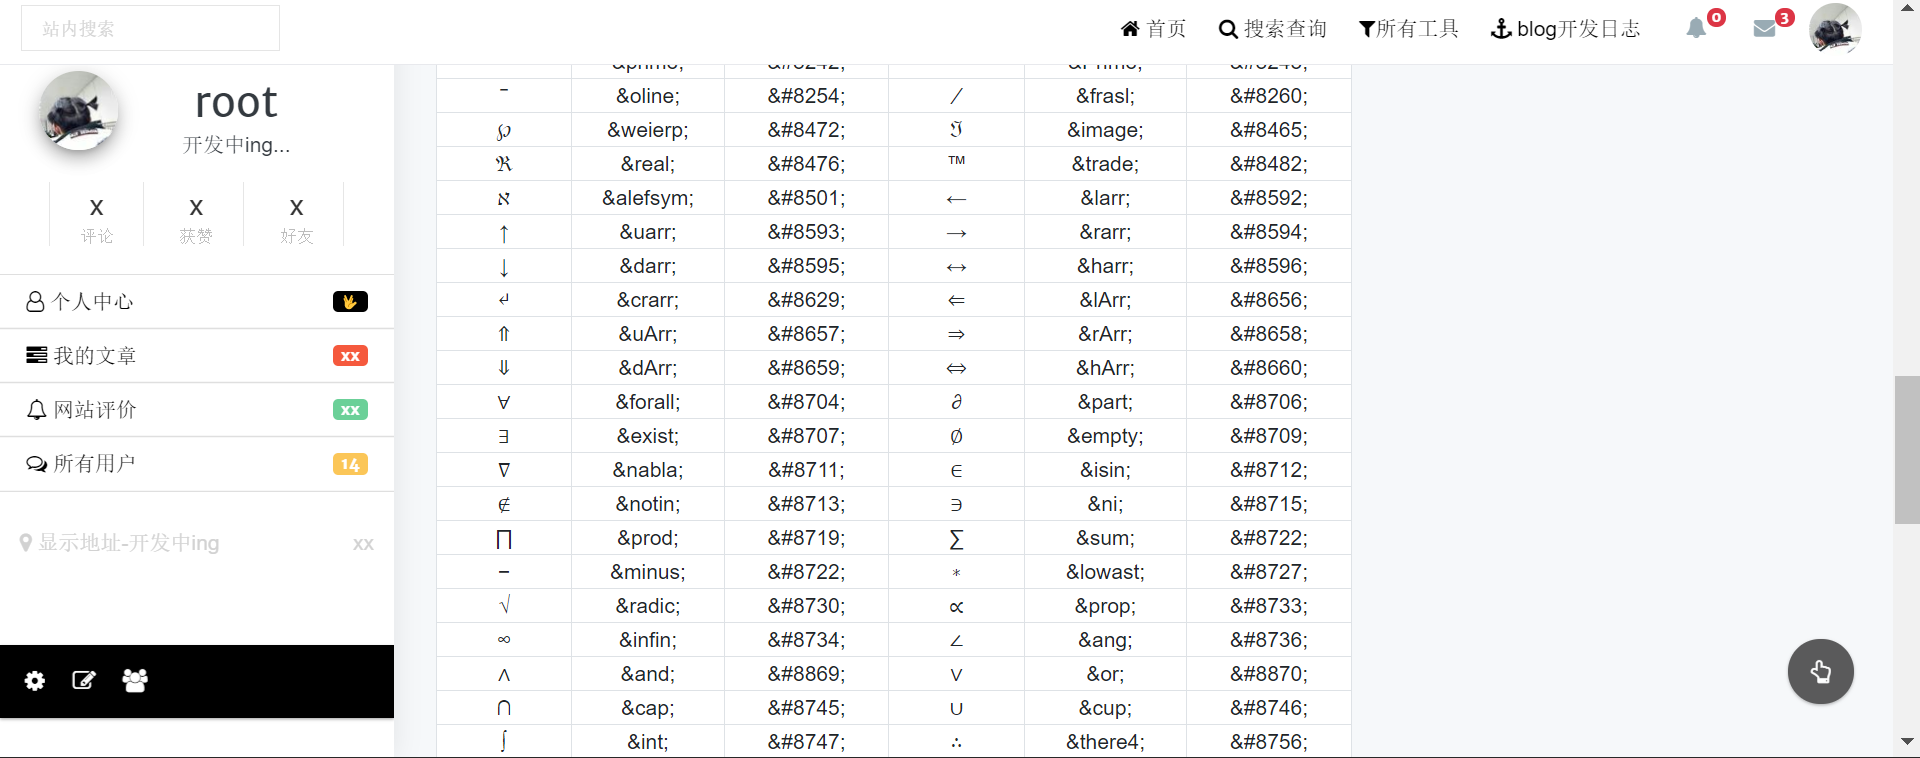 站内搜索
首页 搜索查询 所有工具 blog开发日志 0 3
root
开发中ing...
x x x
评论 获赞 好友
个人中心
我的文章 xx
网站评价 xx
所有用户 14
显示地址-开发中ing xx
‾ &oline; &#8254; ⁄ &frasl; &#8260;
℘ &weierp; &#8472; ℑ &image; &#8465;
ℜ &real; &#8476; ™ &trade; &#8482;
ℵ &alefsym; &#8501; ← &larr; &#8592;
↑ &uarr; &#8593; → &rarr; &#8594;
↓ &darr; &#8595; ↔ &harr; &#8596;
↵ &crarr; &#8629; ⇐ &lArr; &#8656;
⇑ &uArr; &#8657; ⇒ &rArr; &#8658;
⇓ &dArr; &#8659; ⇔ &hArr; &#8660;
∀ &forall; &#8704; ∂ &part; &#8706;
∃ &exist; &#8707; ∅ &empty; &#8709;
∇ &nabla; &#8711; ∈ &isin; &#8712;
∉ &notin; &#8713; ∋ &ni; &#8715;
∏ &prod; &#8719; ∑ &sum; &#8722;
− &minus; &#8722; ∗ &lowast; &#8727;
√ &radic; &#8730; ∝ &prop; &#8733;
∞ &infin; &#8734; ∠ &ang; &#8736;
∧ &and; &#8869; ∨ &or; &#8870;
∩ &cap; &#8745; ∪ &cup; &#8746;
∫ &int; &#8747; ∴ &there4; &#8756;